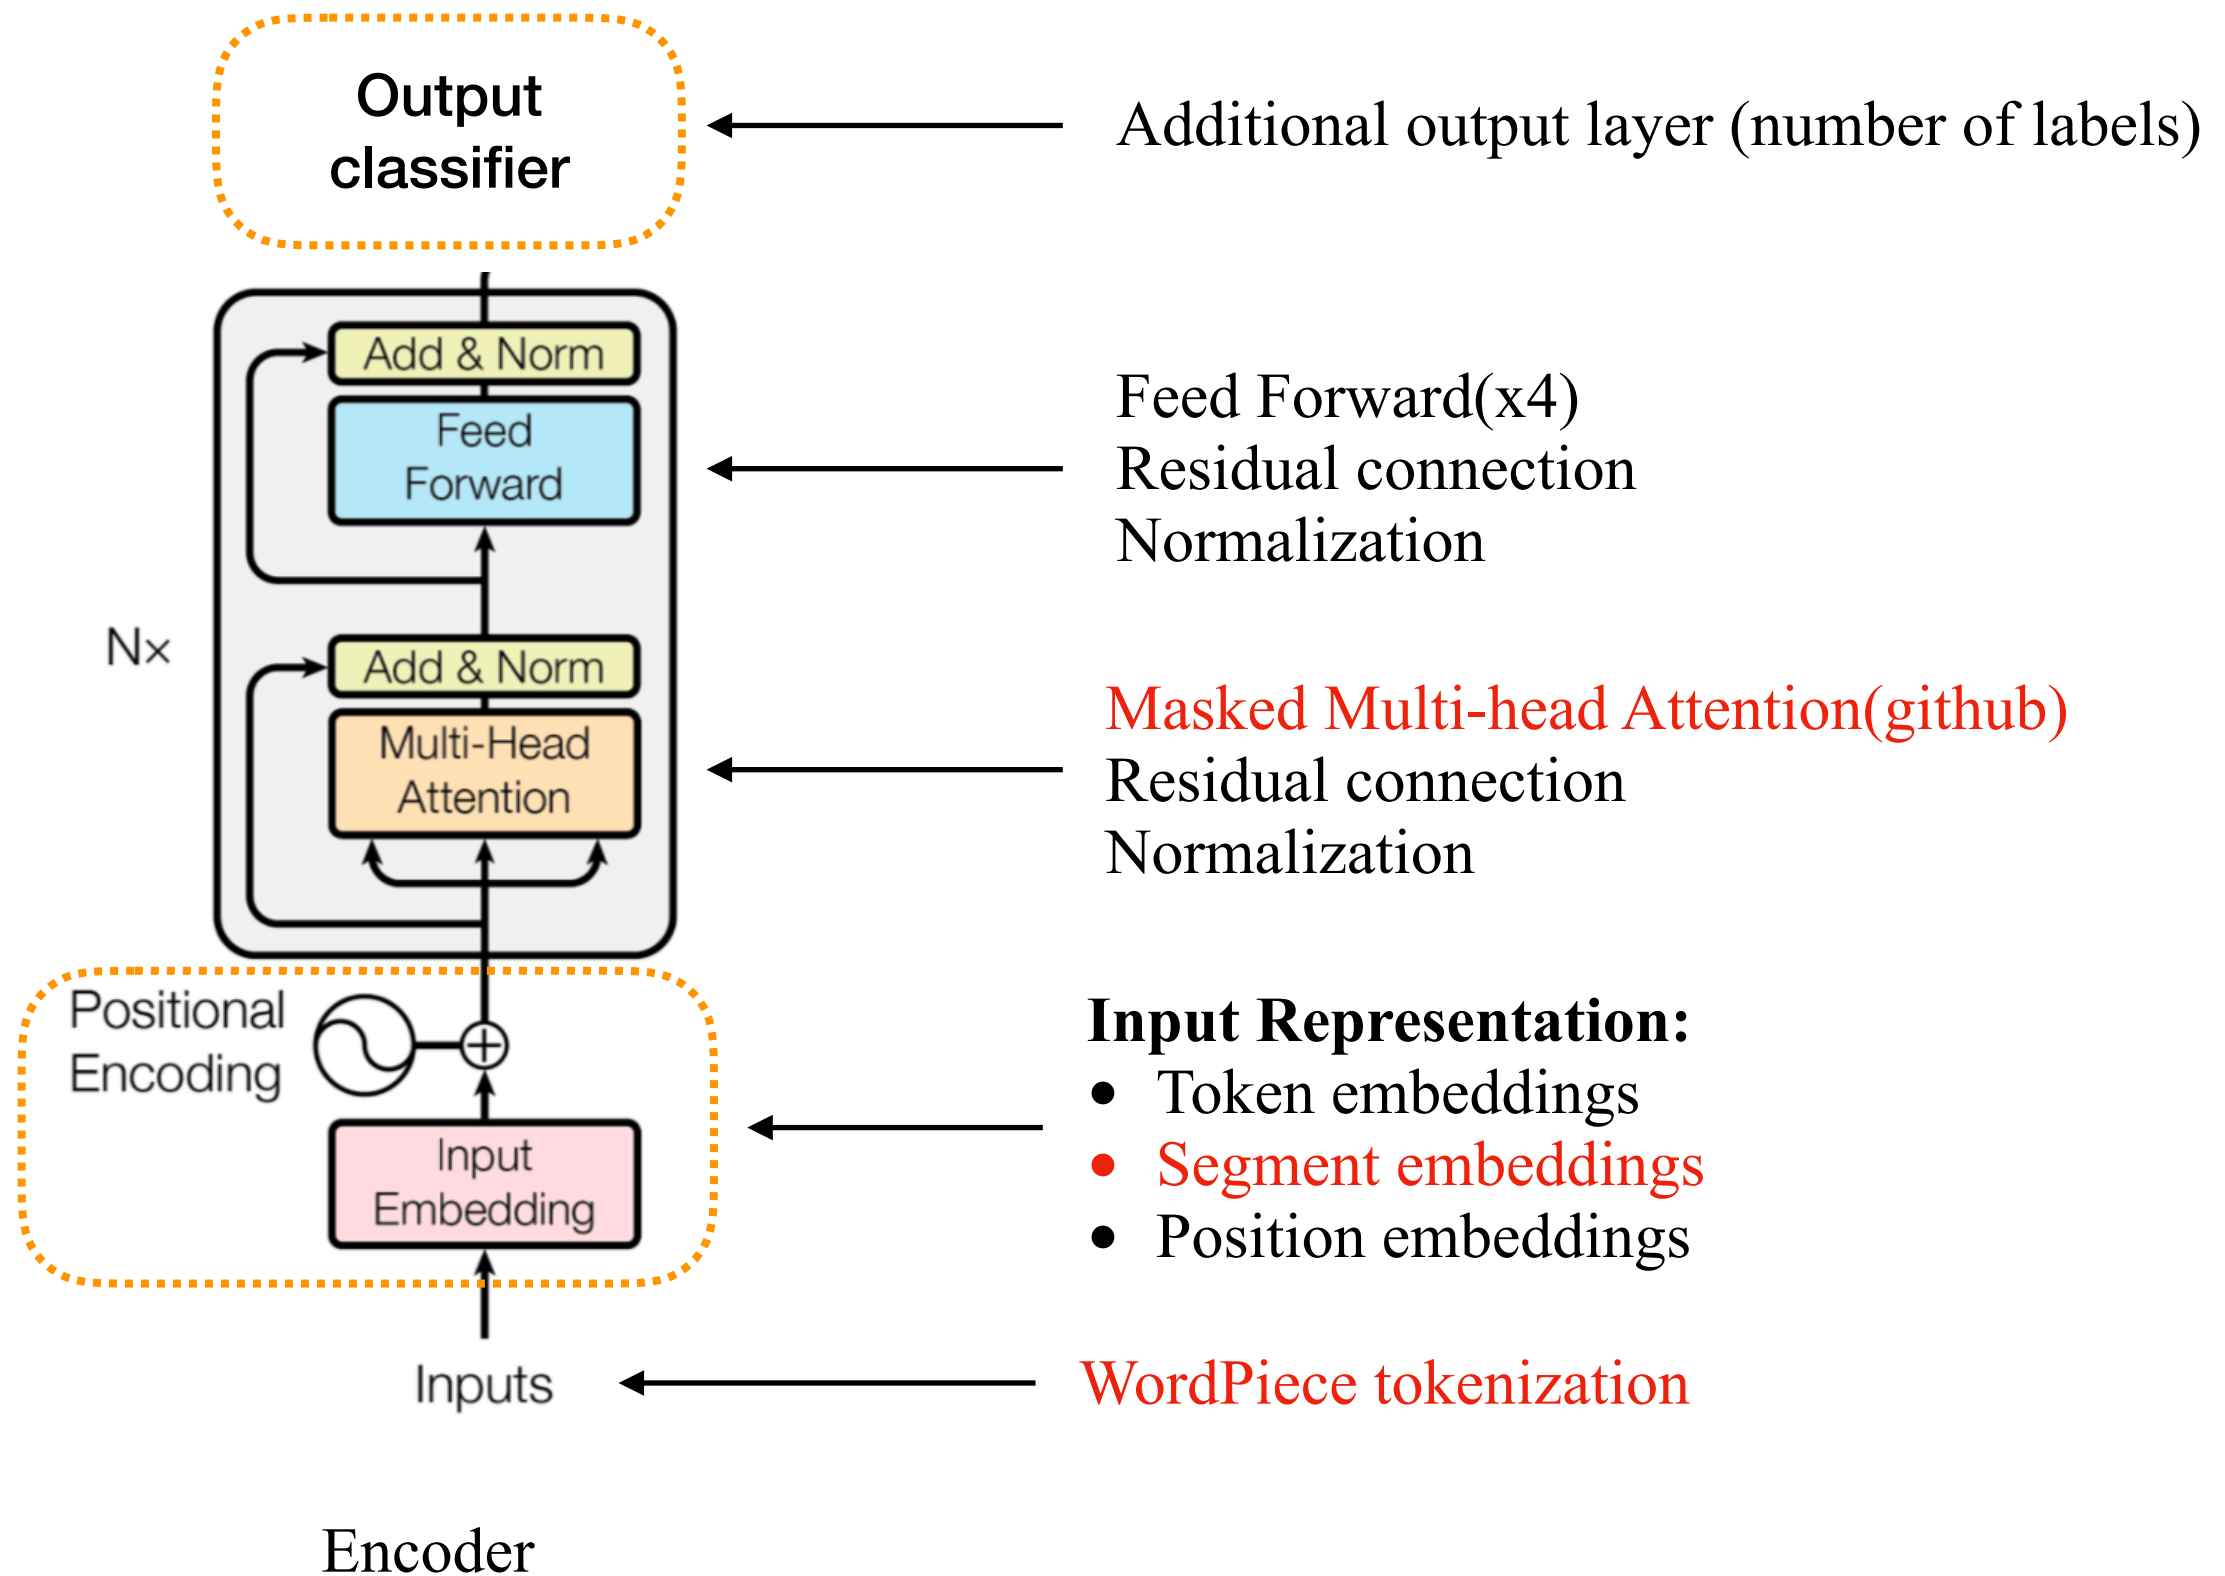 Output
classifier
Additional output layer (number of labels)
Add & Norm
Feed
Forward
Feed Forward(x4)
Residual connection
Normalization
N×
Add & Norm
Multi-Head
Attention
Masked Multi-head Attention(github)
Residual connection
Normalization
Positional
Encoding
Input
Embedding
Input Representation:
• Token embeddings
• Segment embeddings
• Position embeddings
Inputs
WordPiece tokenization
Encoder